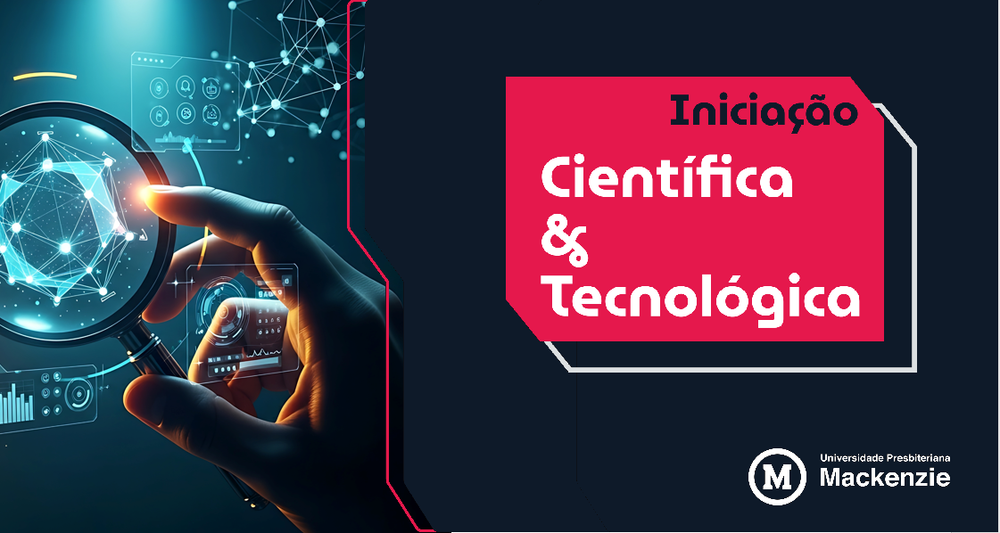 Iniciação
Científica
&
Tecnológica
M
Universidade Presbiteriana
Mackenzie